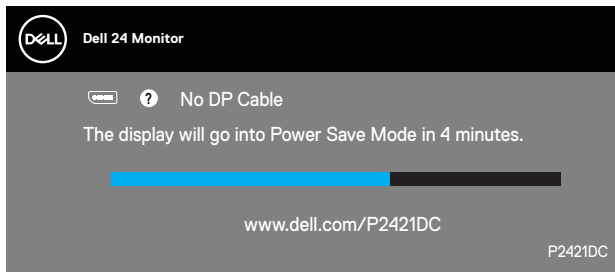 DELL
Dell 24 Monitor
? No DP Cable
The display will go into Power Save Mode in 4 minutes.
www.dell.com/P2421DC
P2421DC